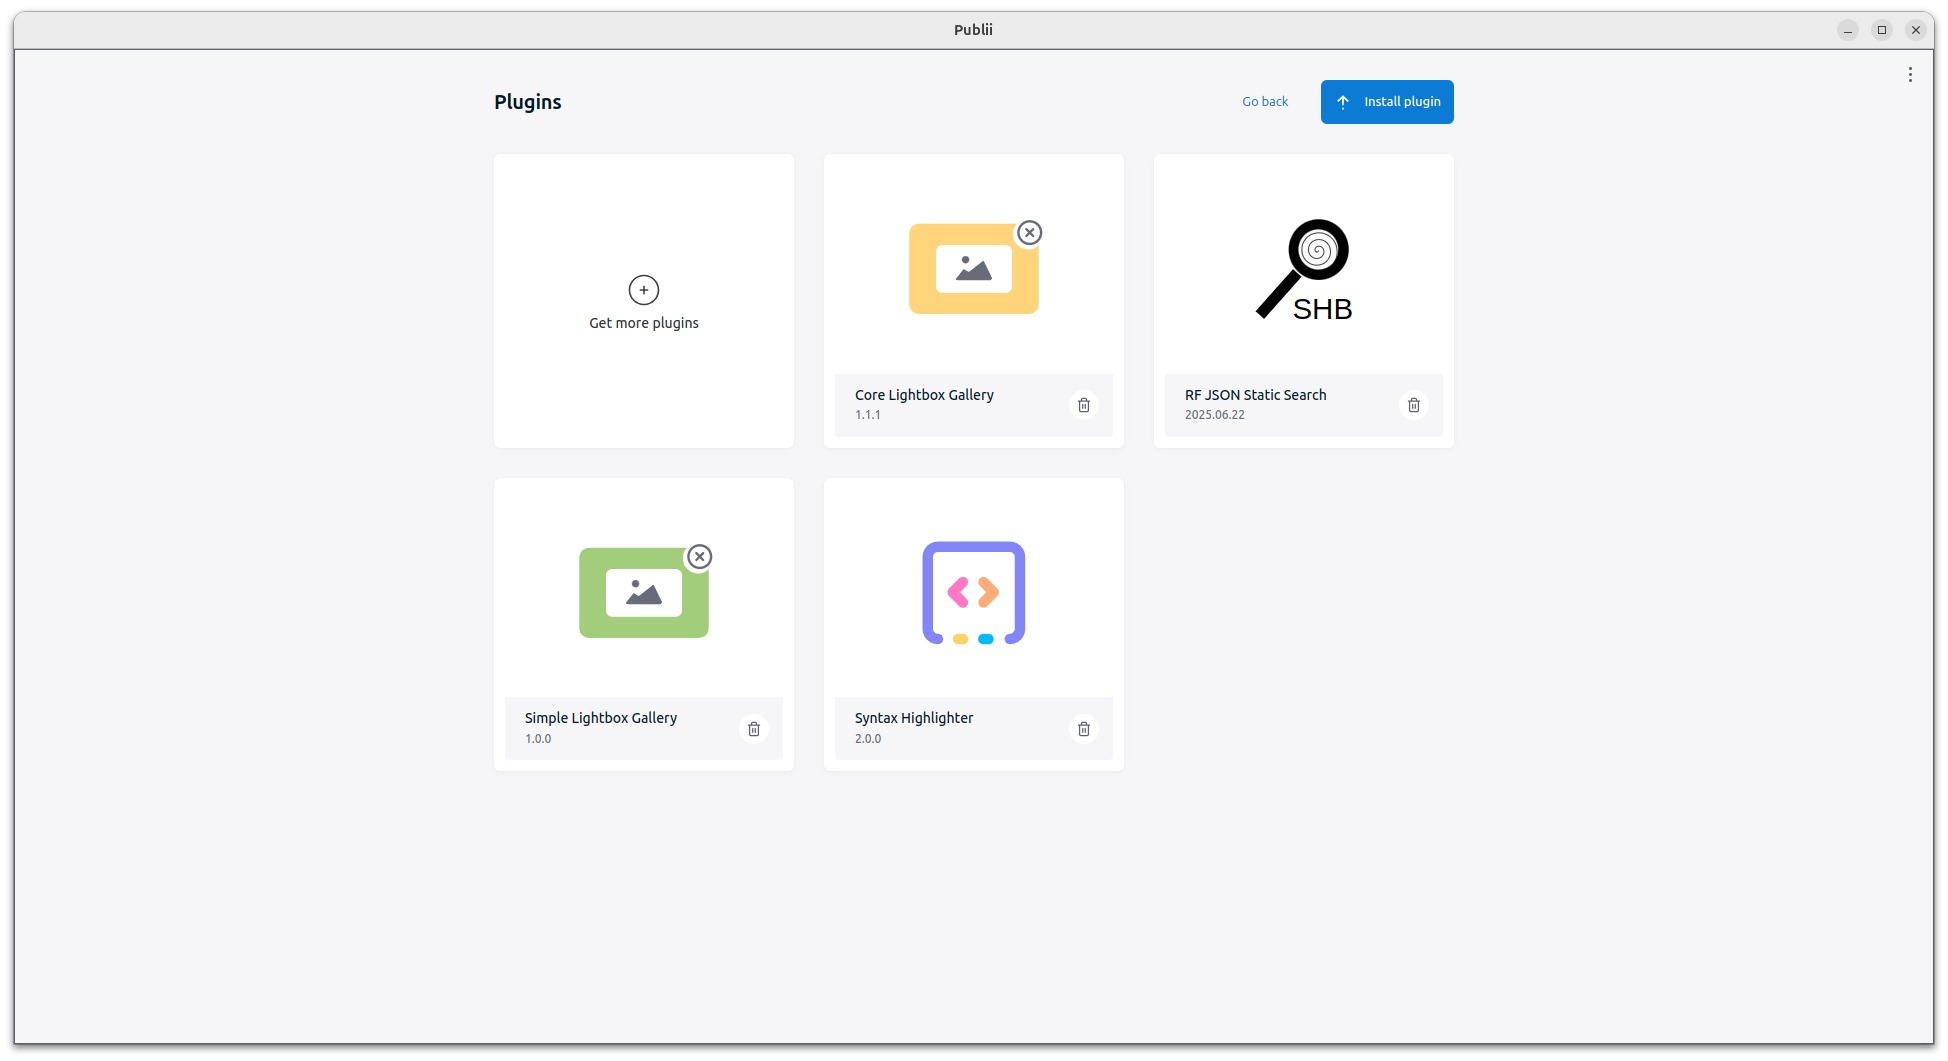 Publii
Plugins
Go back
Install plugin
Get more plugins
SHB
Core Lightbox Gallery
1.1.1
RF JSON Static Search
2025.06.22
Simple Lightbox Gallery
1.0.0
Syntax Highlighter
2.0.0